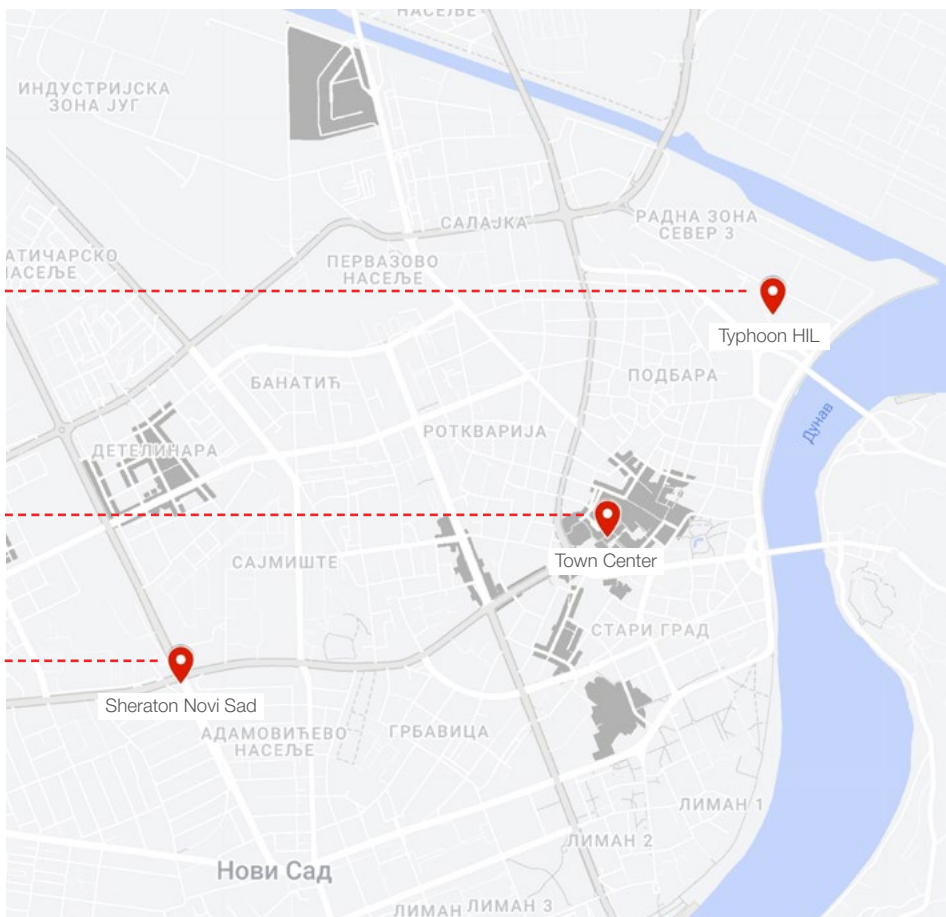 НАСЕЉЕ
ИНДУСТРИЈСКА
ЗОНА ЈУГ
САЛАЈКА
РАДНА ЗОНА
СЕВЕР 3
АТИЧАРСКО
НАСЕЉЕ
ПЕРВАЗОВО
НАСЕЉЕ
Typhoon HIL
БАНАТИЋ
ПОДБАРА
Дунав
РОТКВАРИЈА
ДЕТЕЛИНАРА
САЈМИШТЕ
Town Center
СТАРИ ГРАД
Sheraton Novi Sad
АДАМОВИЋЕВО
НАСЕЉЕ
ГРБАВИЦА
ЛИМАН 1
ЛИМАН 2
Нови Сад
ЛИМАН
ЛИМАН 3